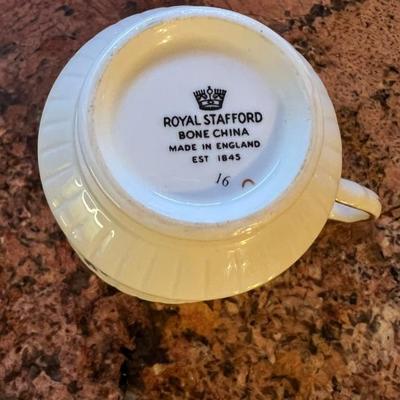 ROYAL STAFFORD
BONE CHINA
MADE IN ENGLAND
EST 1845
16